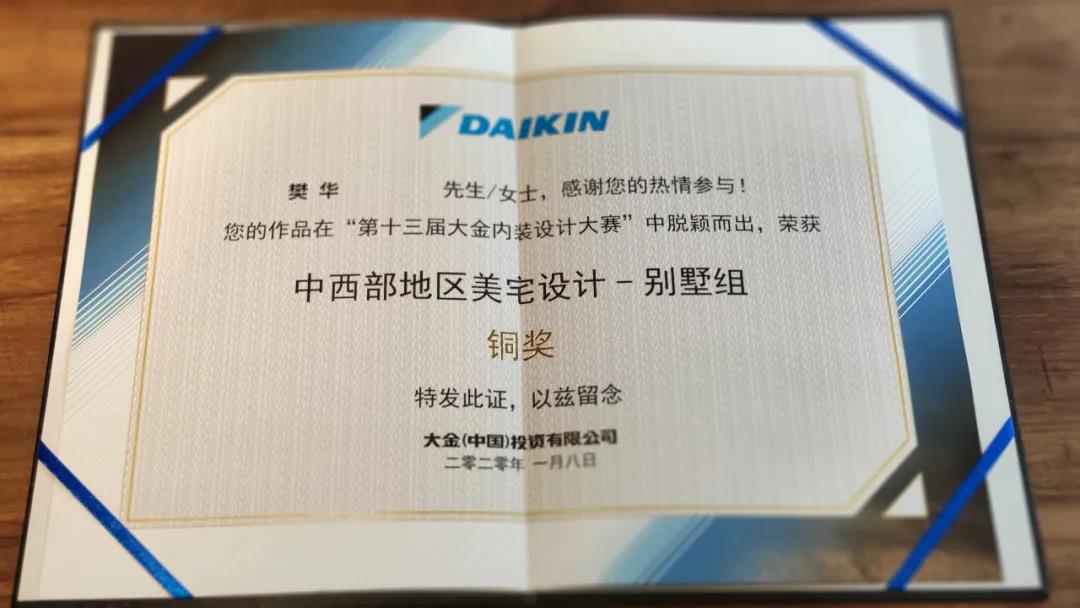 DAIKIN
樊 华 先生/女士，感谢您的热情参与！
您的作品在“第十三届大金内装设计大赛”中脱颖而出，荣获
中西部地区美宅设计－别墅组
铜奖
特发此证，以兹留念
大金(中国)投资有限公司
二零二零年 一月八日